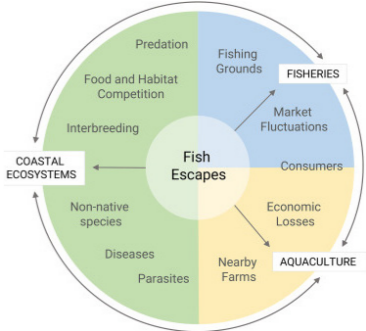 Predation
Food and Habitat
Competition
Interbreeding
COASTAL
ECOSYSTEMS
Non-native
species
Diseases
Parasites
Fish
Escapes
Fishing
Grounds
FISHERIES
Market
Fluctuations
Consumers
Economic
Losses
AQUACULTURE
Nearby
Farms